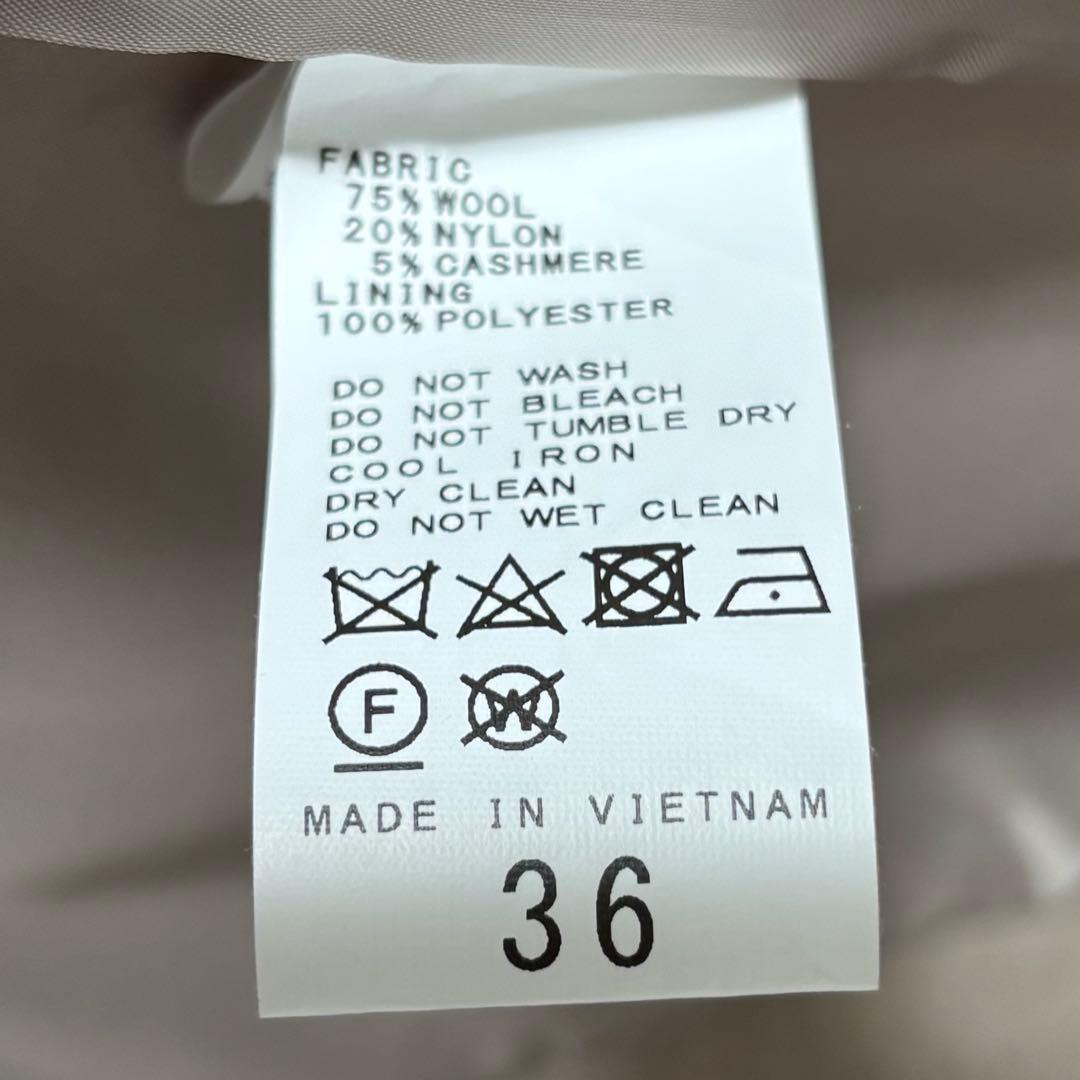 FABRIC
75% WOOL
20% NYLON
5% CASHMERE
LINING
100% POLYESTER
DO NOT WASH
DO NOT BLEACH
DO NOT TUMBLE DRY
COOL IRON
DRY CLEAN
DO NOT WET CLEAN
F W
MADE IN VIETNAM
36